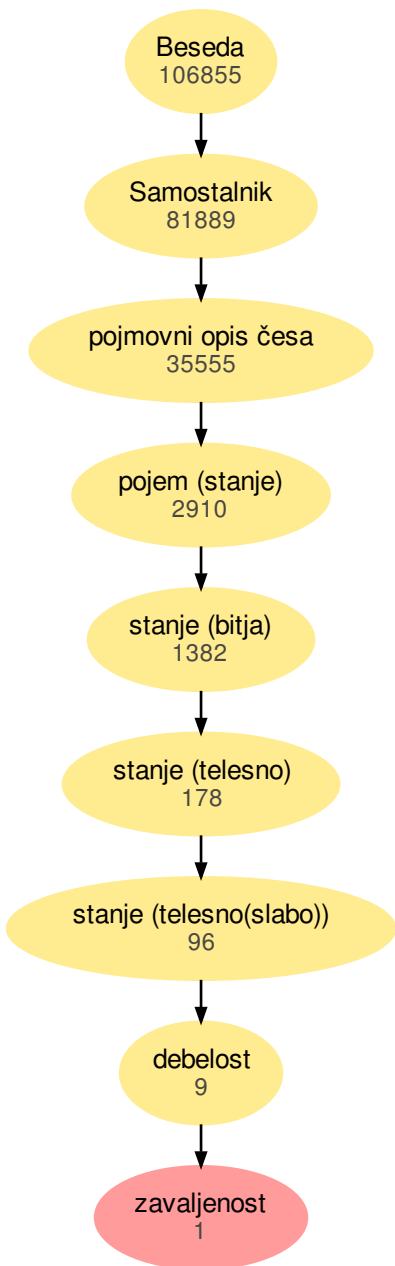 Beseda
106855
Samostalnik
81889
pojmovni opis česa
35555
pojem (stanje)
2910
stanje (bitja)
1382
stanje (telesno)
178
stanje (telesno(slabo))
96
debelost
9
zavaljenost
1